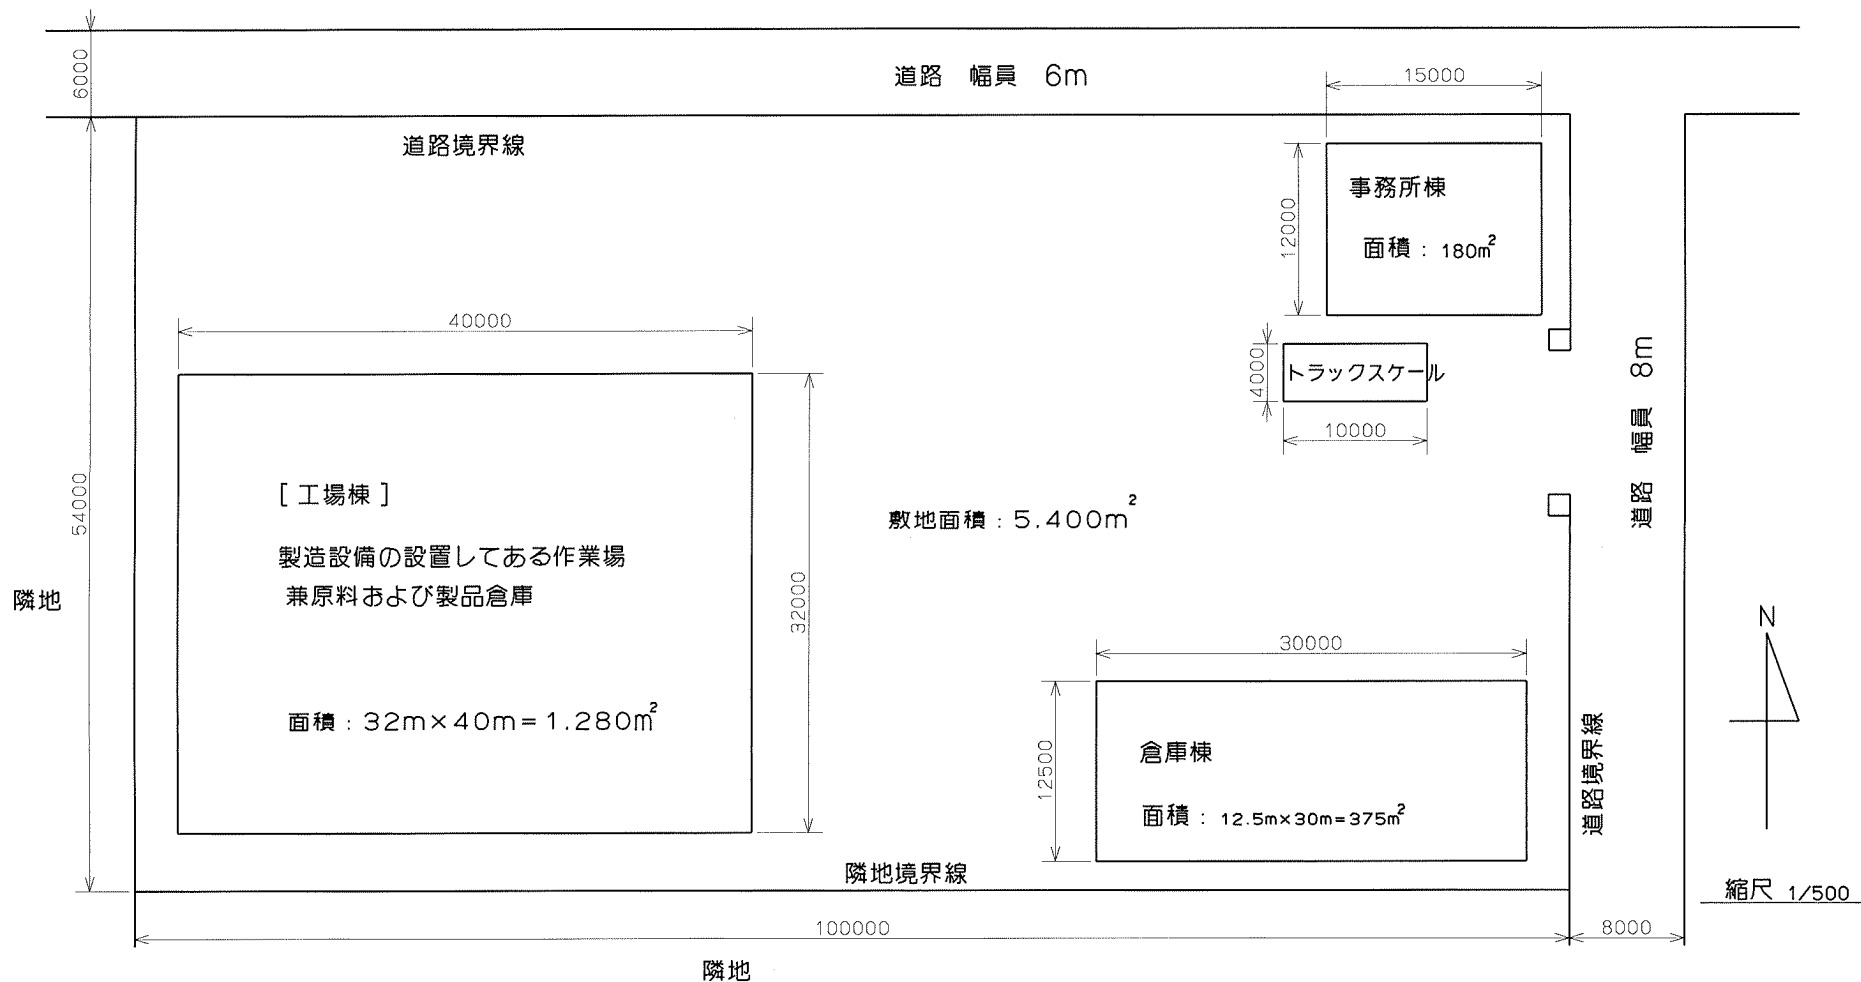 道路　幅員　6m
6000
15000
道路境界線
事務所棟
面積：180m²
12000
40000
トラックスケール
4000
10000
道路　幅員　8m
[ 工場棟 ]
製造設備の設置してある作業場
兼原料および製品倉庫
面積：32m×40m=1.280m²
32000
54000
敷地面積：5.400m²
隣地
N
30000
倉庫棟
面積：12.5m×30m=375m²
12500
道路境界線
隣地境界線
縮尺 1/500
100000
8000
隣地